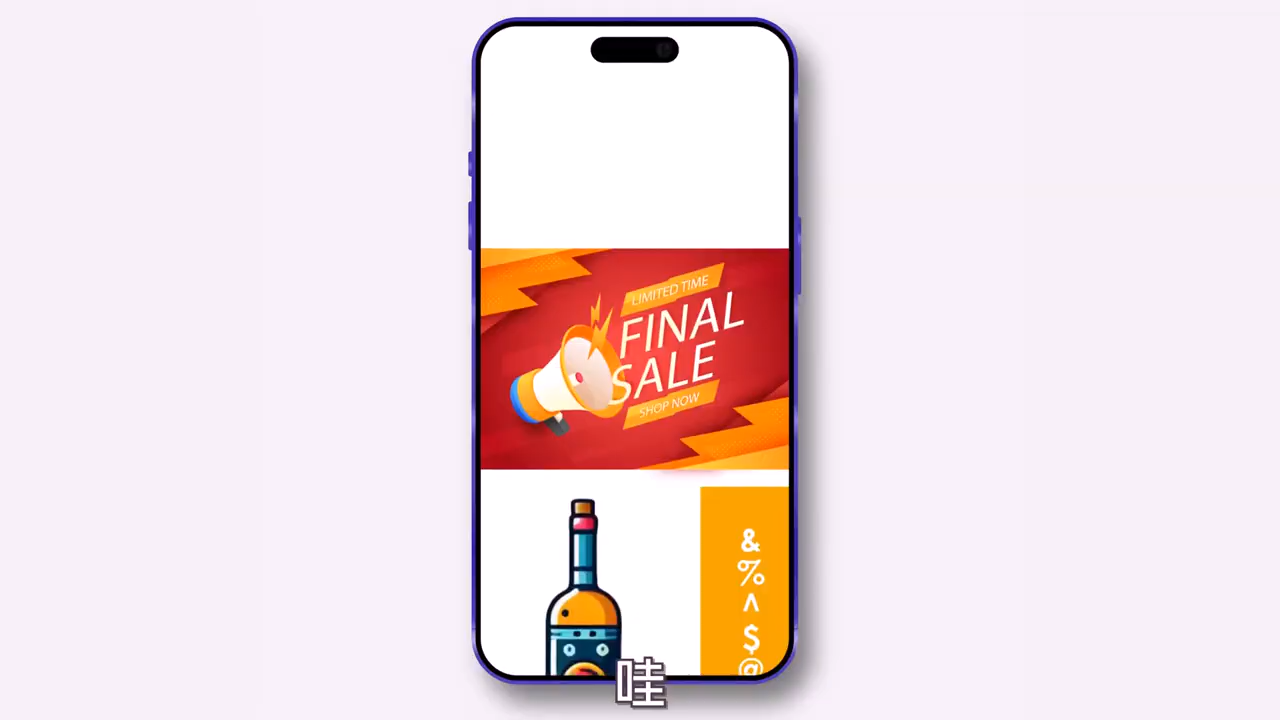 LIMITED TIME
FINAL
SALE
SHOP NOW
&
%
^
$
@
哇